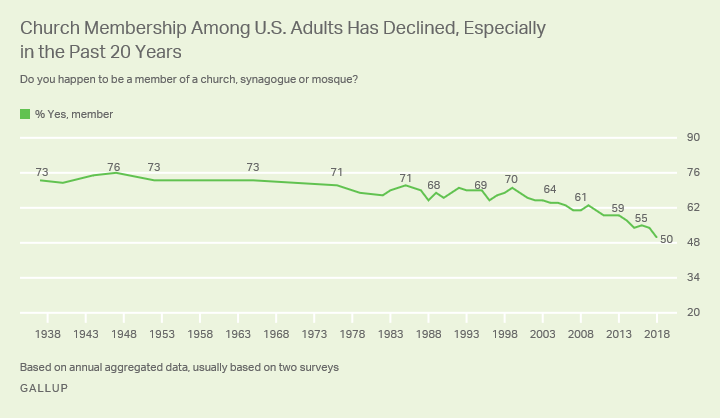 Church Membership Among U.S. Adults Has Declined, Especially
in the Past 20 Years
Do you happen to be a member of a church, synagogue or mosque?
% Yes, member
90
73 76 73 73 71 71 68 69 70 64 61 59 55 50
76
62
48
34
20
1938 1943 1948 1953 1958 1963 1968 1973 1978 1983 1988 1993 1998 2003 2008 2013 2018
Based on annual aggregated data, usually based on two surveys
GALLUP